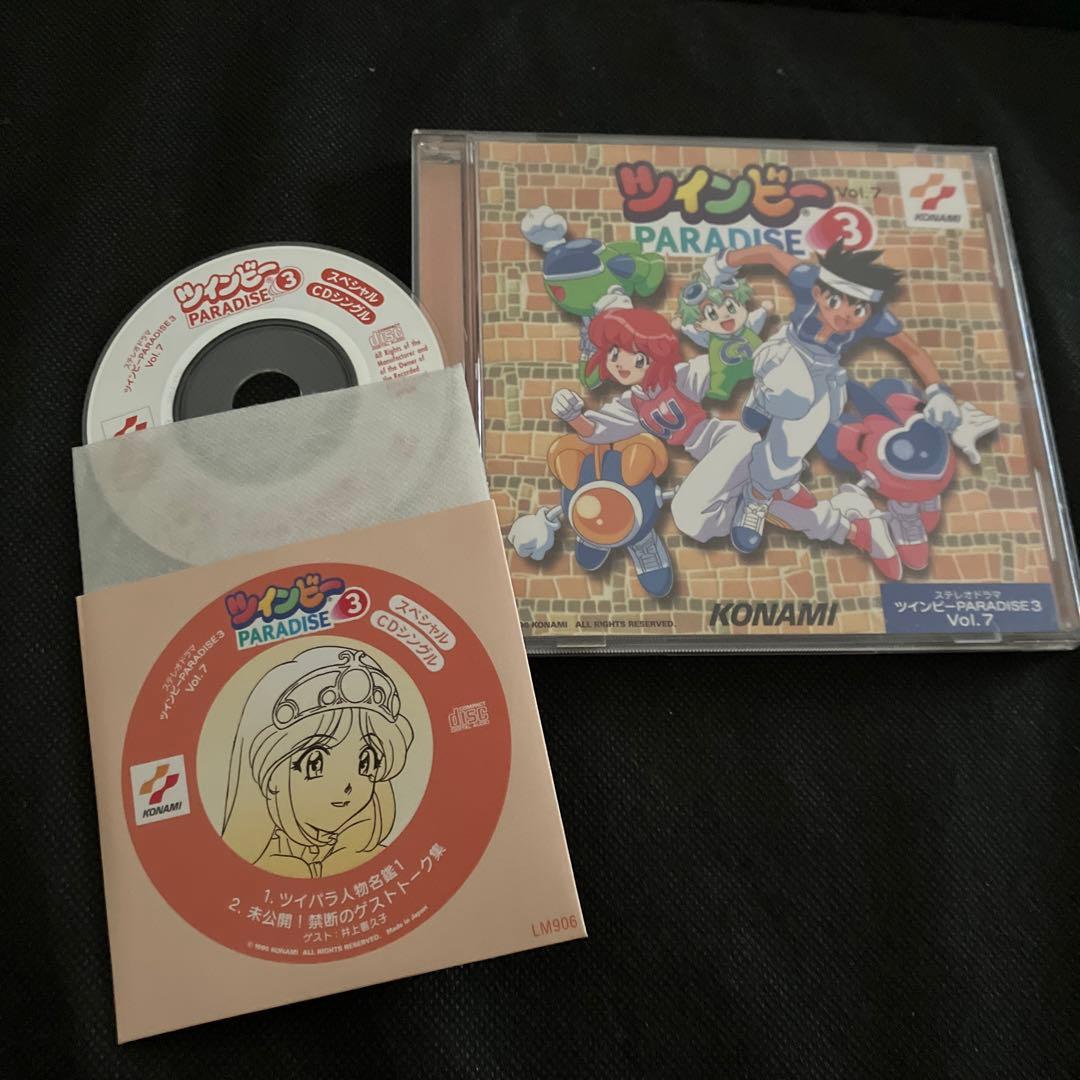 ツインビー
Vol.7
PARADISE 3
KONAMI
G
W
KONAMI
KONAMI ALL RIGHTS RESERVED.
ステレオドラマ
ツインビーPARADISE3
Vol.7
ツインビー
PARADISE 3
スペシャル
CDシングル
ステレオドラマ
ツインビーPARADISE3
Vol.7
COMPACT
disc
All Rights of the
Manufacturer and
of the Owner of
the Recorded
ツインビー
PARADISE 3
スペシャル
CDシングル
ステレオドラマ
ツインビーPARADISE3
Vol.7
COMPACT
disc
DIGITAL AUDIO
KONAMI
1. ツイパラ人物名鑑1
2. 未公開!禁断のゲストトーク集
ゲスト:井上喜久子
KONAMI ALL RIGHTS RESERVED. Made in Japan
LM906